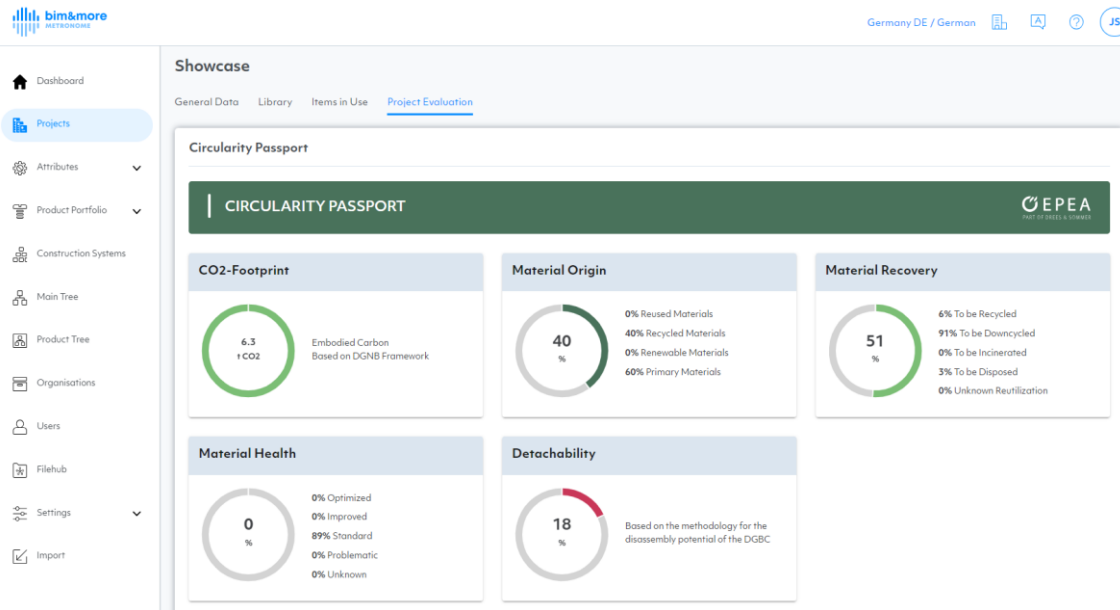 bim&more
METRONOME
Germany DE / German
JS
Dashboard
Projects
Attributes
Product Portfolio
Construction Systems
Main Tree
Product Tree
Organisations
Users
Filehub
Settings
Import
Showcase
General Data
Library
Items in Use
Project Evaluation
Circularity Passport
CIRCULARITY PASSPORT
EPEA
PART OF DREES & SOMMER
CO2-Footprint
6.3
t CO2
Embodied Carbon
Based on DGNB Framework
Material Origin
40
%
0% Reused Materials
40% Recycled Materials
0% Renewable Materials
60% Primary Materials
Material Recovery
51
%
6% To be Recycled
91% To be Downcycled
0% To be Incinerated
3% To be Disposed
0% Unknown Reutilization
Material Health
0
%
0% Optimized
0% Improved
89% Standard
0% Problematic
0% Unknown
Detachability
18
%
Based on the methodology for the
disassembly potential of the DGBC